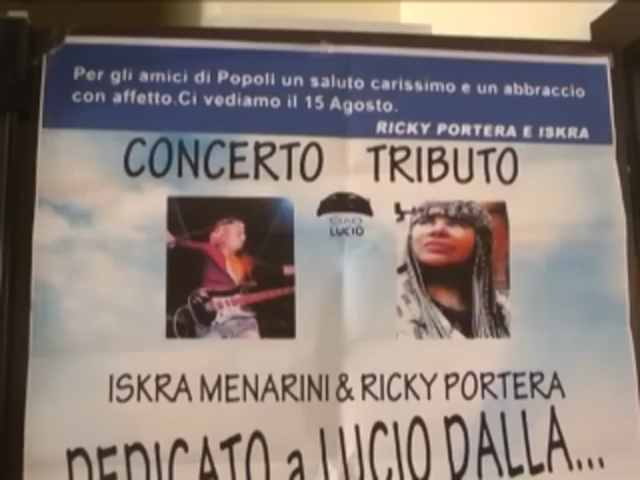 Per gli amici di Popoli un saluto carissimo e un abbraccio
con affetto.Ci vediamo il 15 Agosto.
RICKY PORTERA E ISKRA
CONCERTO TRIBUTO
CIAO
LUCIO
ISKRA MENARINI & RICKY PORTERA
DEDICATO a LUCIO DALLA...